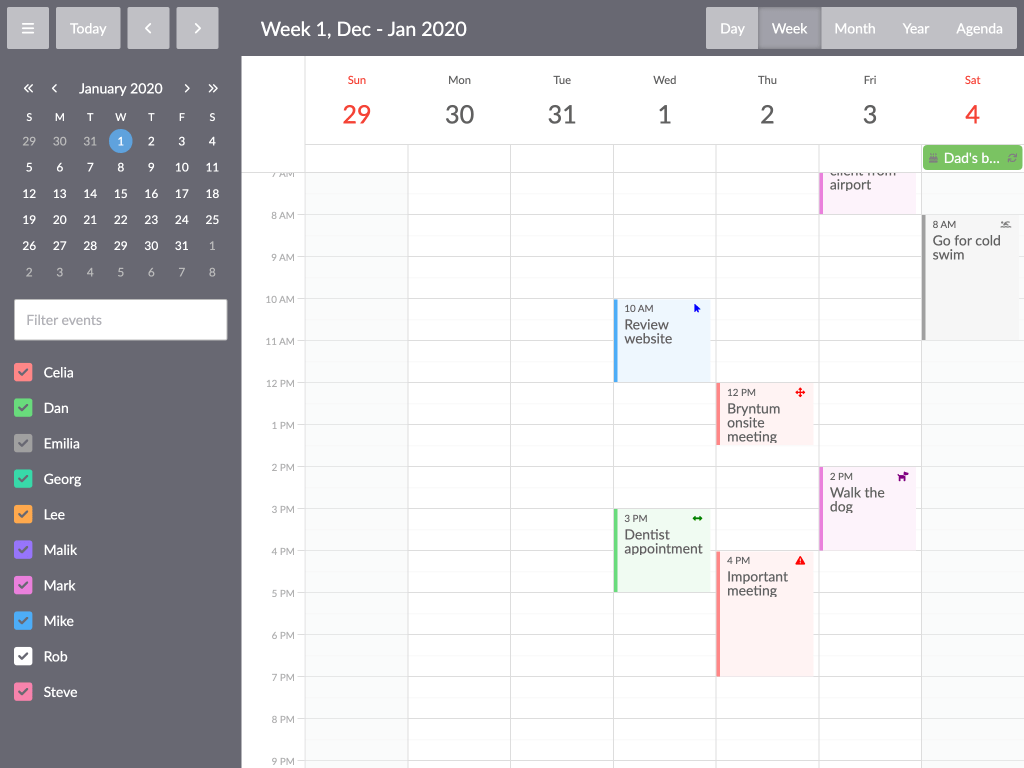 Today
Week 1, Dec - Jan 2020
Day Week Month Year Agenda
January 2020
S M T W T F S
29 30 31 1 2 3 4
5 6 7 8 9 10 11
12 13 14 15 16 17 18
19 20 21 22 23 24 25
26 27 28 29 30 31 1
2 3 4 5 6 7 8
Filter events
Celia
Dan
Emilia
Georg
Lee
Malik
Mark
Mike
Rob
Steve
Sun Mon Tue Wed Thu Fri Sat
29 30 31 1 2 3 4
Dad's b...
7 AM
client from
airport
8 AM
8 AM
Go for cold
swim
9 AM
10 AM
10 AM
Review
website
11 AM
12 PM
12 PM
Bryntum
onsite
meeting
1 PM
2 PM
2 PM
Walk the
dog
3 PM
3 PM
Dentist
appointment
4 PM
4 PM
Important
meeting
5 PM
6 PM
7 PM
8 PM
9 PM